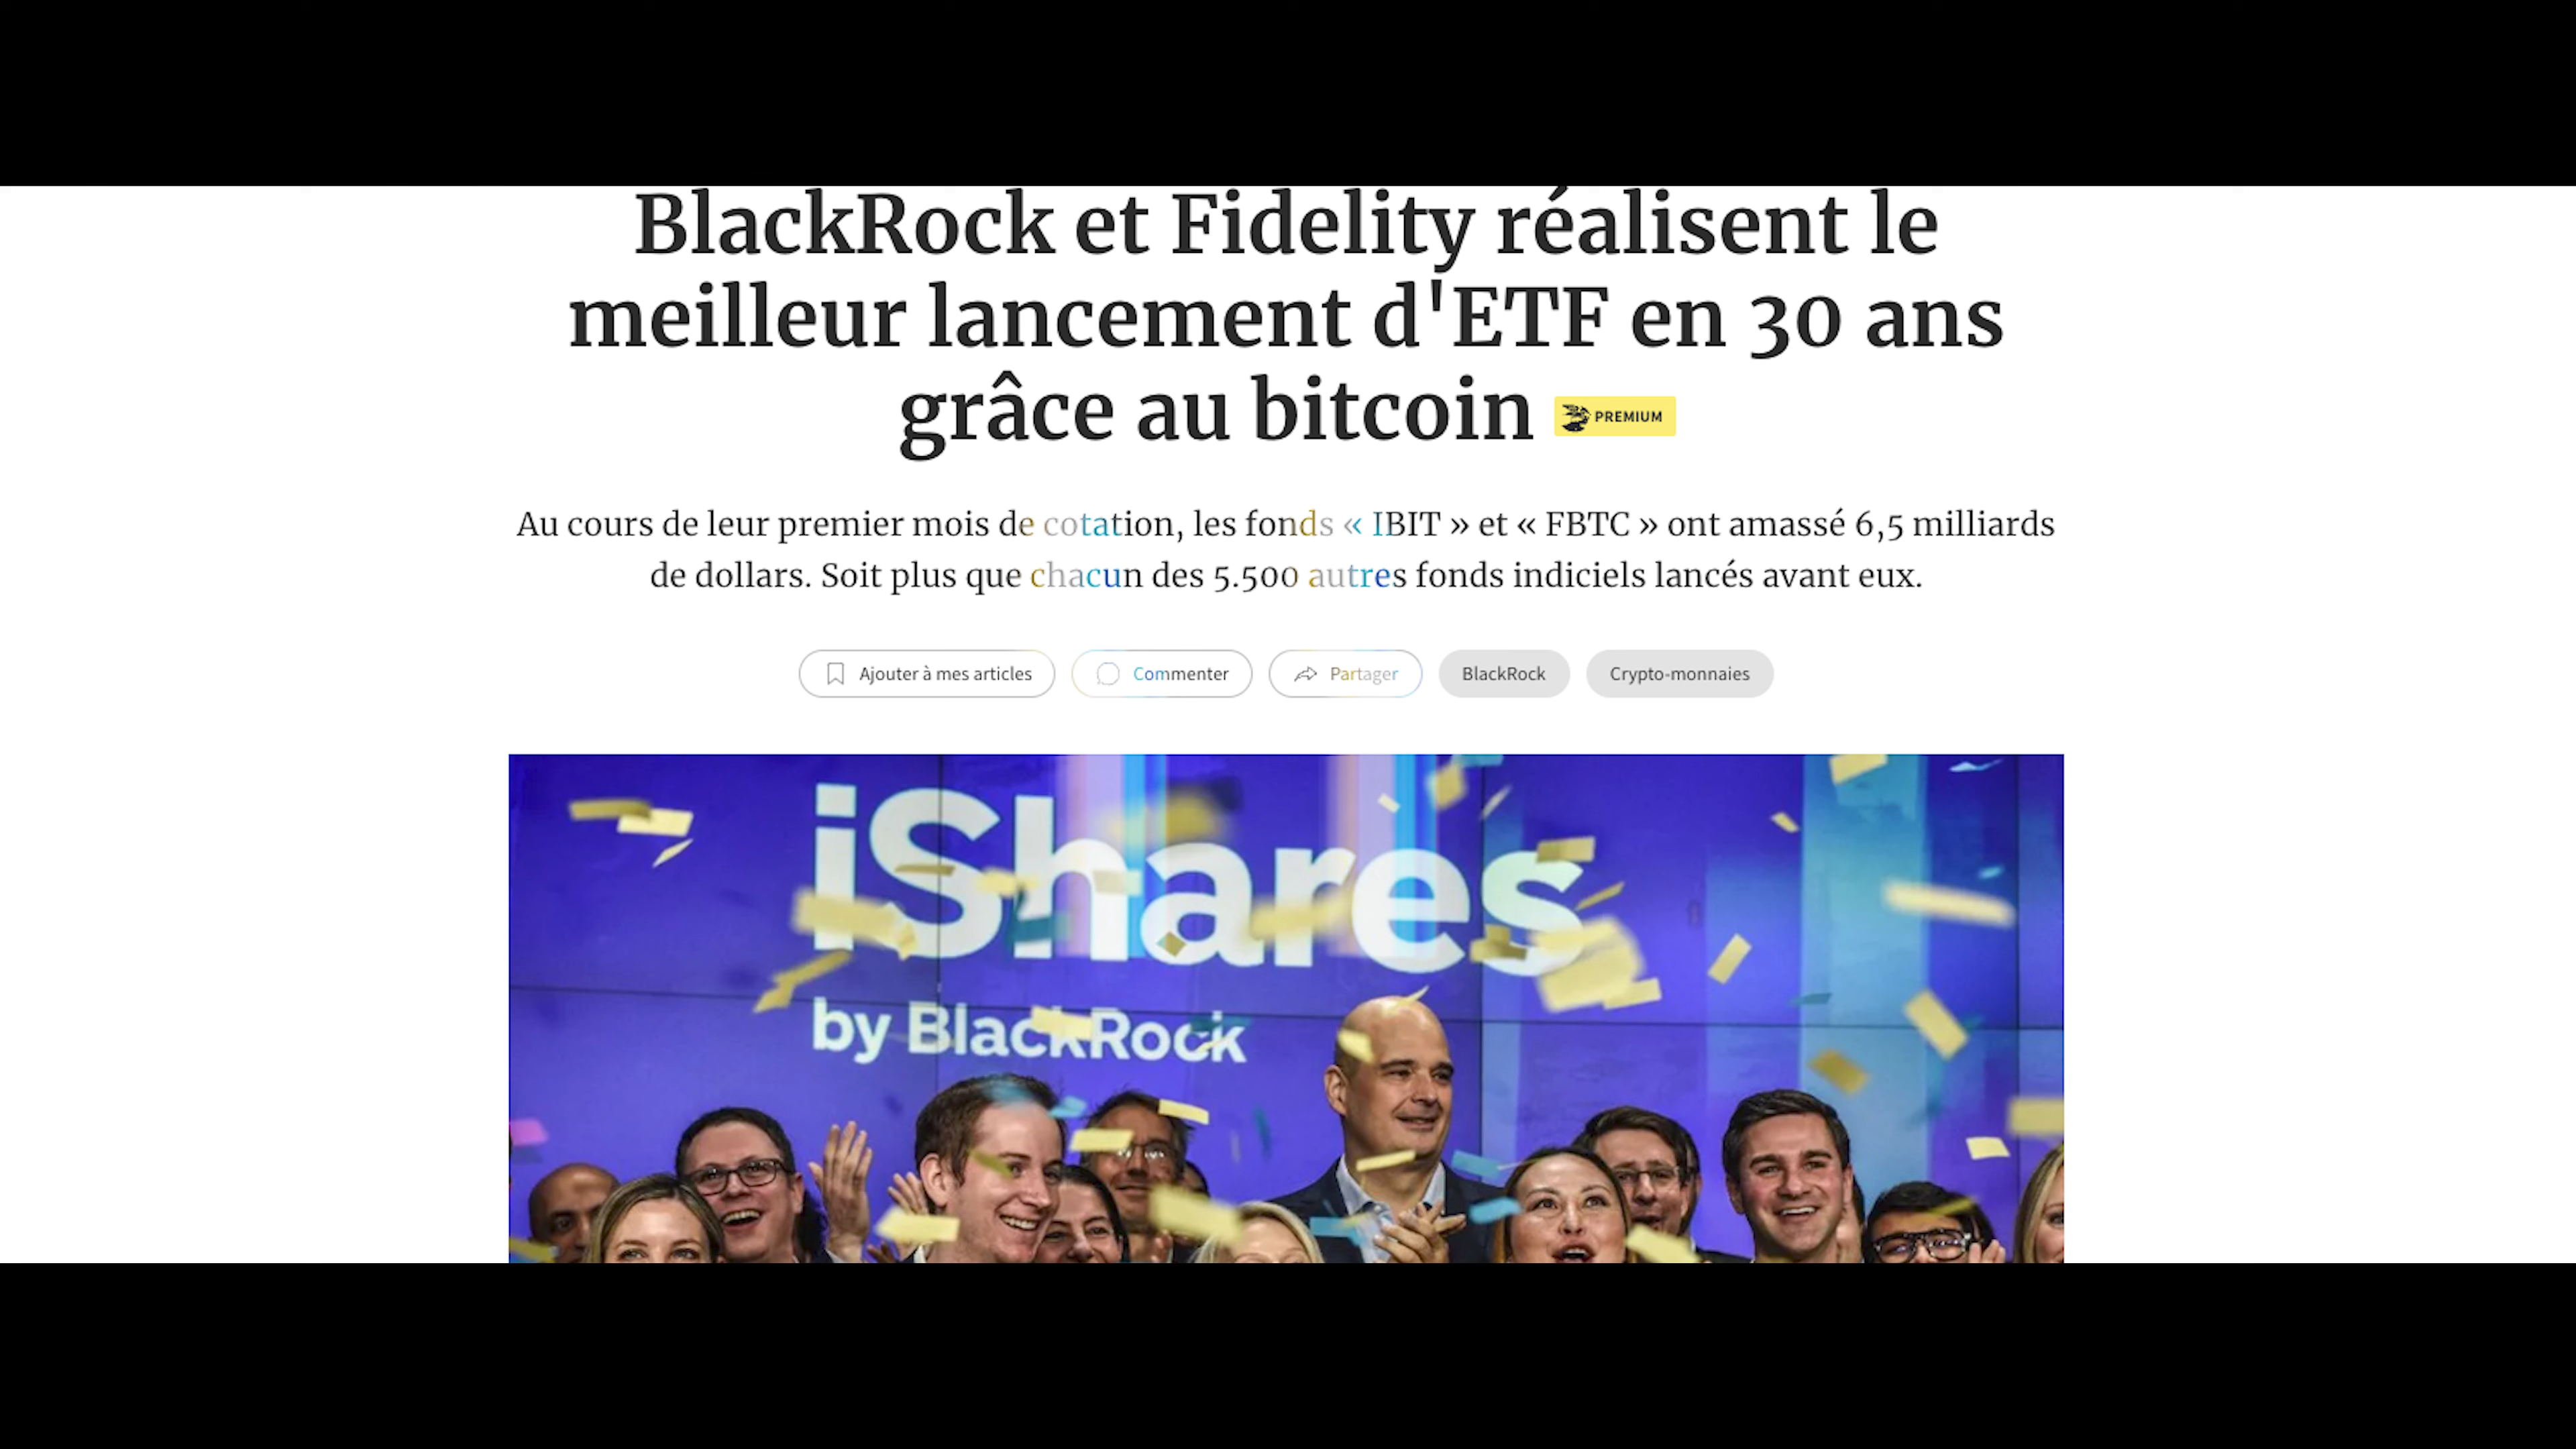 BlackRock et Fidelity réalisent le
meilleur lancement d'ETF en 30 ans
grâce au bitcoin PREMIUM
Au cours de leur premier mois de cotation, les fonds « IBIT » et « FBTC » ont amassé 6,5 milliards
de dollars. Soit plus que chacun des 5.500 autres fonds indiciels lancés avant eux.
Ajouter à mes articles Commenter Partager BlackRock Crypto-monnaies
iShares
by BlackRock